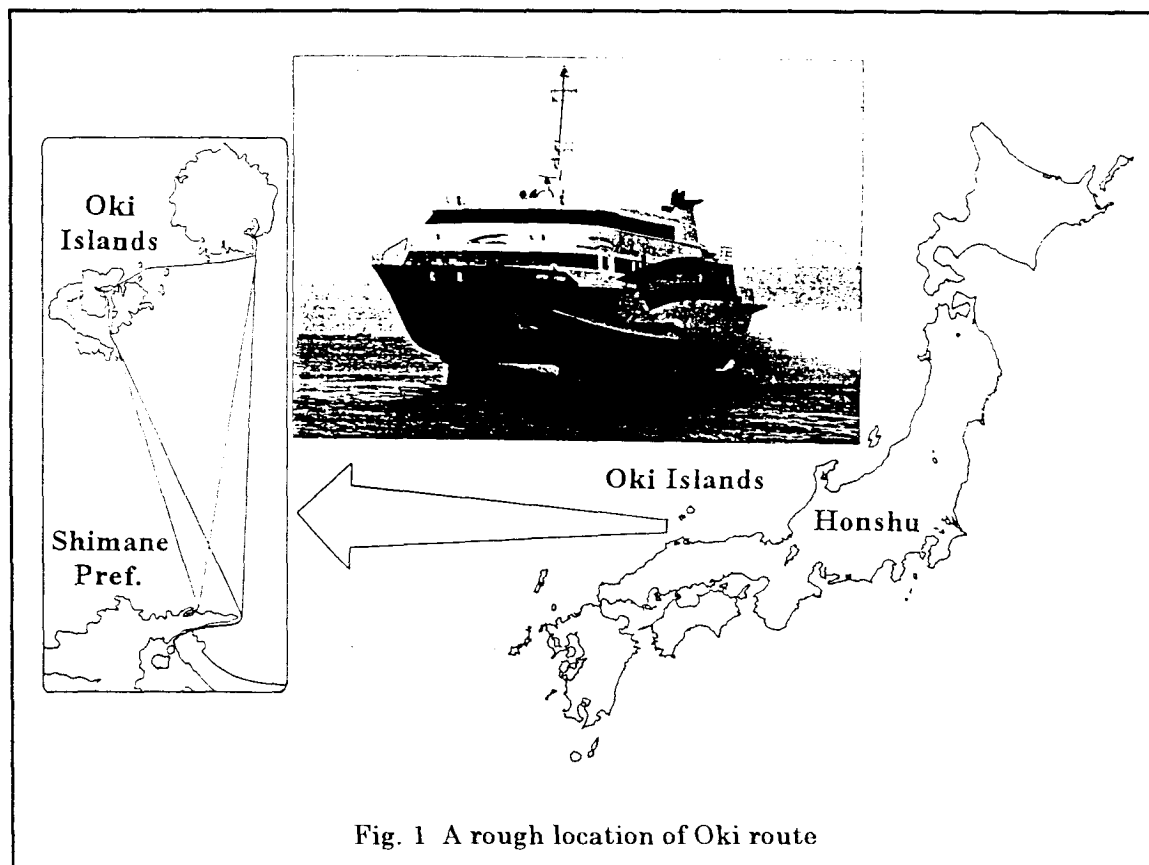 Oki
Islands
Shimane
Pref.
Oki Islands
Honshu
Fig. 1 A rough location of Oki route